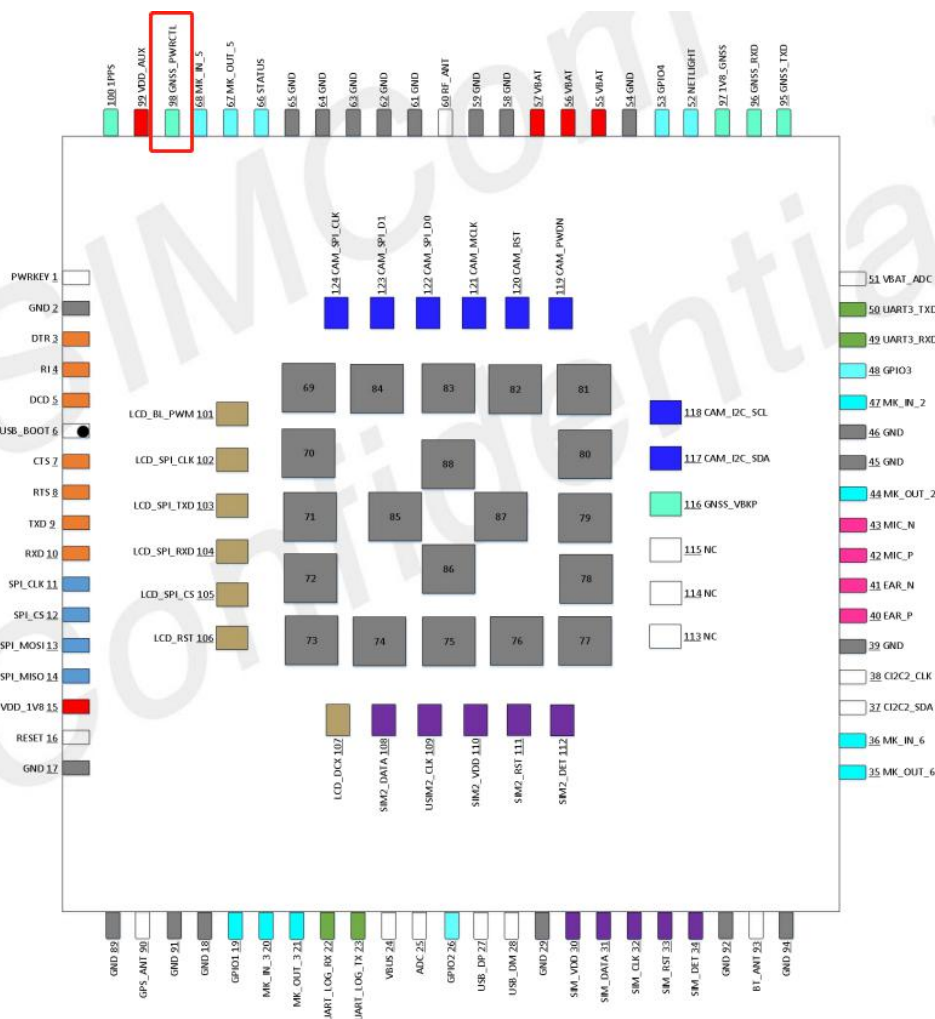 100 1PPS
99 VDD_AUX
98 GNSS_PWRCTL
68 MK_IN_5
67 MK_OUT_5
66 STATUS
65 GND
64 GND
63 GND
62 GND
61 GND
60 RF_ANT
59 GND
58 GND
57 VBAT
56 VBAT
55 VBAT
54 GND
53 GPIO4
52 NETLIGHT
97 1V8_GNSS
96 GNSS_RXD
95 GNSS_TXD
SIMCom
Confidential
PWRKEY 1
GND 2
DTR 3
RI 4
DCD 5
USB_BOOT 6
CTS 7
RTS 8
TXD 9
RXD 10
SPI_CLK 11
SPI_CS 12
SPI_MOSI 13
SPI_MISO 14
VDD_1V8 15
RESET 16
GND 17
124 CAM_SPI_CLK
123 CAM_SPI_D1
122 CAM_SPI_D0
121 CAM_MCLK
120 CAM_RST
119 CAM_PWDN
LCD_BL_PWM 101
LCD_SPI_CLK 102
LCD_SPI_TXD 103
LCD_SPI_RXD 104
LCD_SPI_CS 105
LCD_RST 106
69
84
83
82
81
70
88
80
71
85
87
79
72
86
78
73
74
75
76
77
118 CAM_I2C_SCL
117 CAM_I2C_SDA
116 GNSS_VBKP
115 NC
114 NC
113 NC
LCD_DCX 107
SIM2_DATA 108
USIM2_CLK 109
SIM2_VDD 110
SIM2_RST 111
SIM2_DET 112
51 VBAT_ADC
50 UART3_TXD
49 UART3_RXD
48 GPIO3
47 MK_IN_2
46 GND
45 GND
44 MK_OUT_2
43 MIC_N
42 MIC_P
41 EAR_N
40 EAR_P
39 GND
38 CI2C2_CLK
37 CI2C2_SDA
36 MK_IN_6
35 MK_OUT_6
GND 89
GPS_ANT 90
GND 91
GND 18
GPIO1 19
MK_IN_3 20
MK_OUT_3 21
UART_LOG_RX 22
UART_LOG_TX 23
VBUS 24
ADC 25
GPIO2 26
USB_DP 27
USB_DM 28
GND 29
SIM_VDD 30
SIM_DATA 31
SIM_CLK 32
SIM_RST 33
SIM_DET 34
GND 92
BT_ANT 93
GND 94